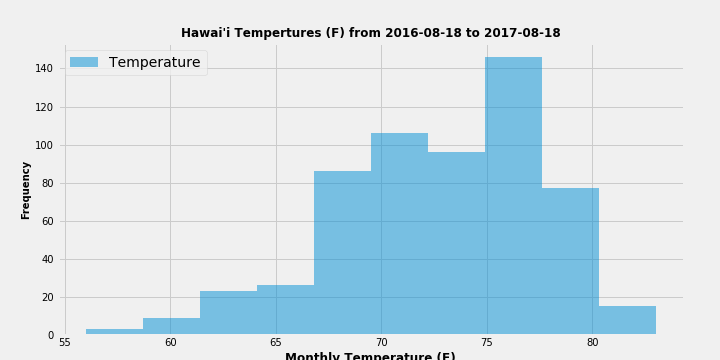 Hawai'i Tempertures (F) from 2016-08-18 to 2017-08-18
Temperature
Frequency
140
120
100
80
60
40
20
0
55 60 65 70 75 80
Monthly Temperature (F)